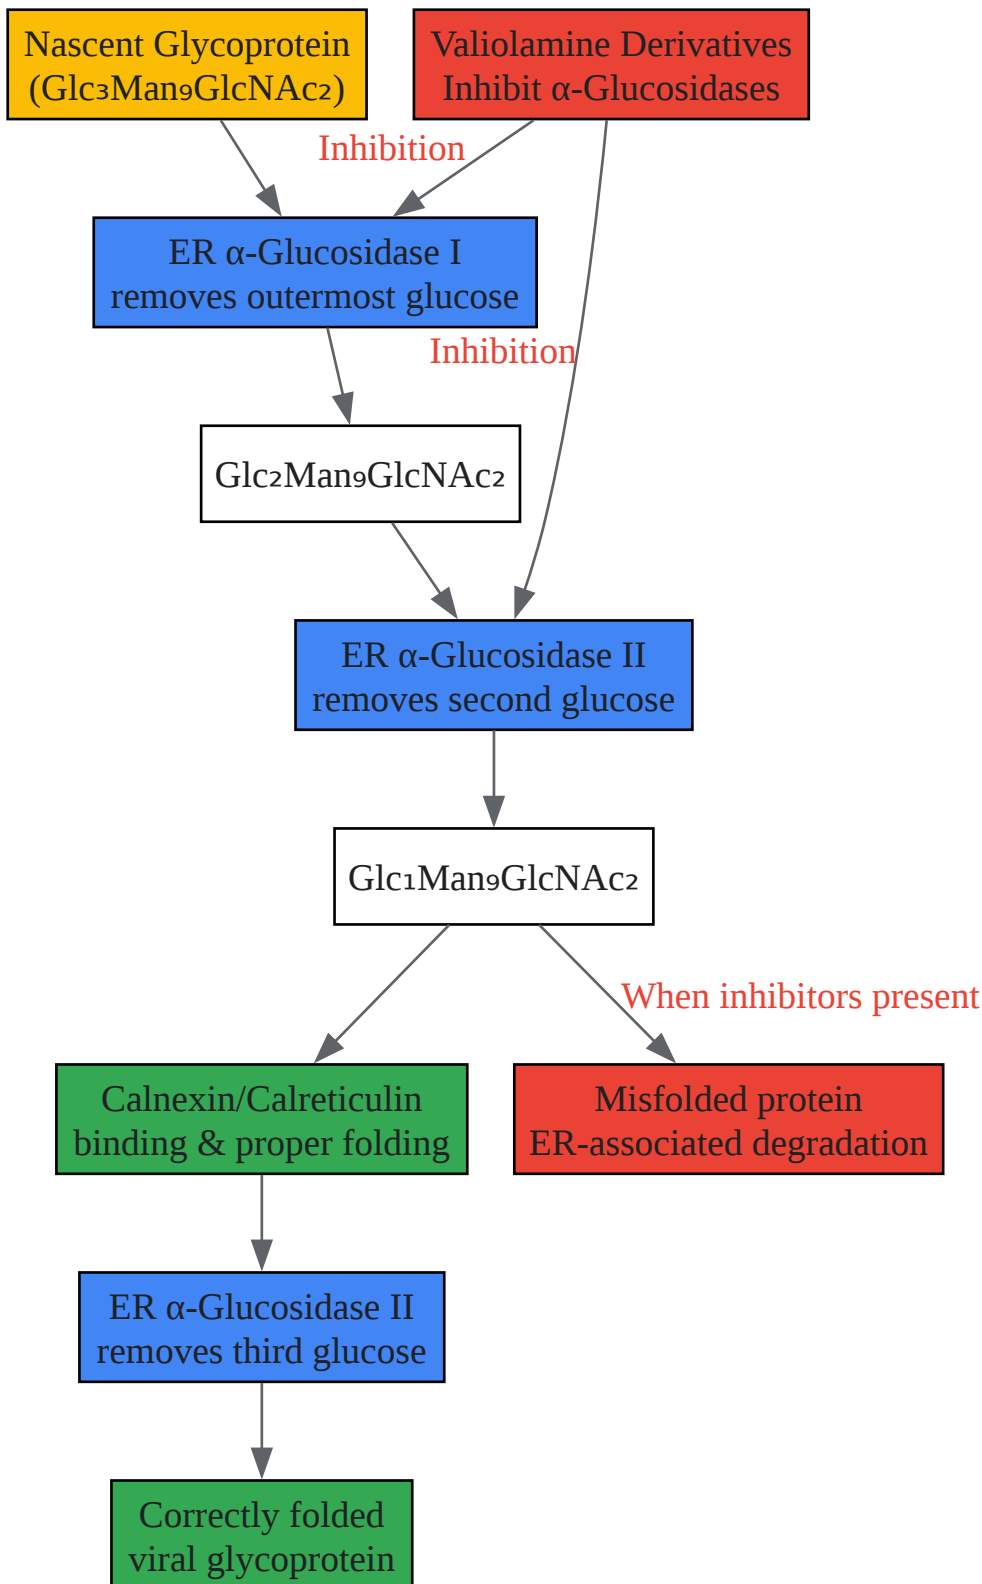 Nascent Glycoprotein
(Glc₃Man₉GlcNAc₂)
Valiolamine Derivatives
Inhibit α-Glucosidases
Inhibition
ER α-Glucosidase I
removes outermost glucose
Inhibition
Glc₂Man₉GlcNAc₂
ER α-Glucosidase II
removes second glucose
Glc₁Man₉GlcNAc₂
When inhibitors present
Calnexin/Calreticulin
binding & proper folding
Misfolded protein
ER-associated degradation
ER α-Glucosidase II
removes third glucose
Correctly folded
viral glycoprotein